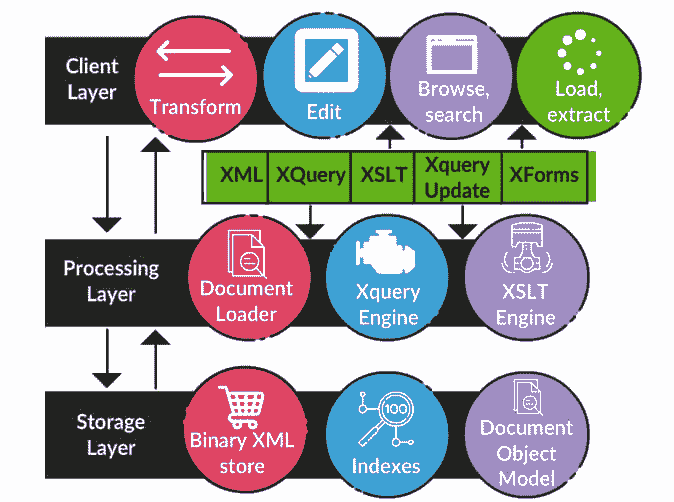 Client
Layer
Transform
Edit
Browse,
search
Load,
extract
XML
XQuery
XSLT
Xquery
Update
XForms
Processing
Layer
Document
Loader
Xquery
Engine
XSLT
Engine
Storage
Layer
Binary XML
store
100
Indexes
Document
Object
Model